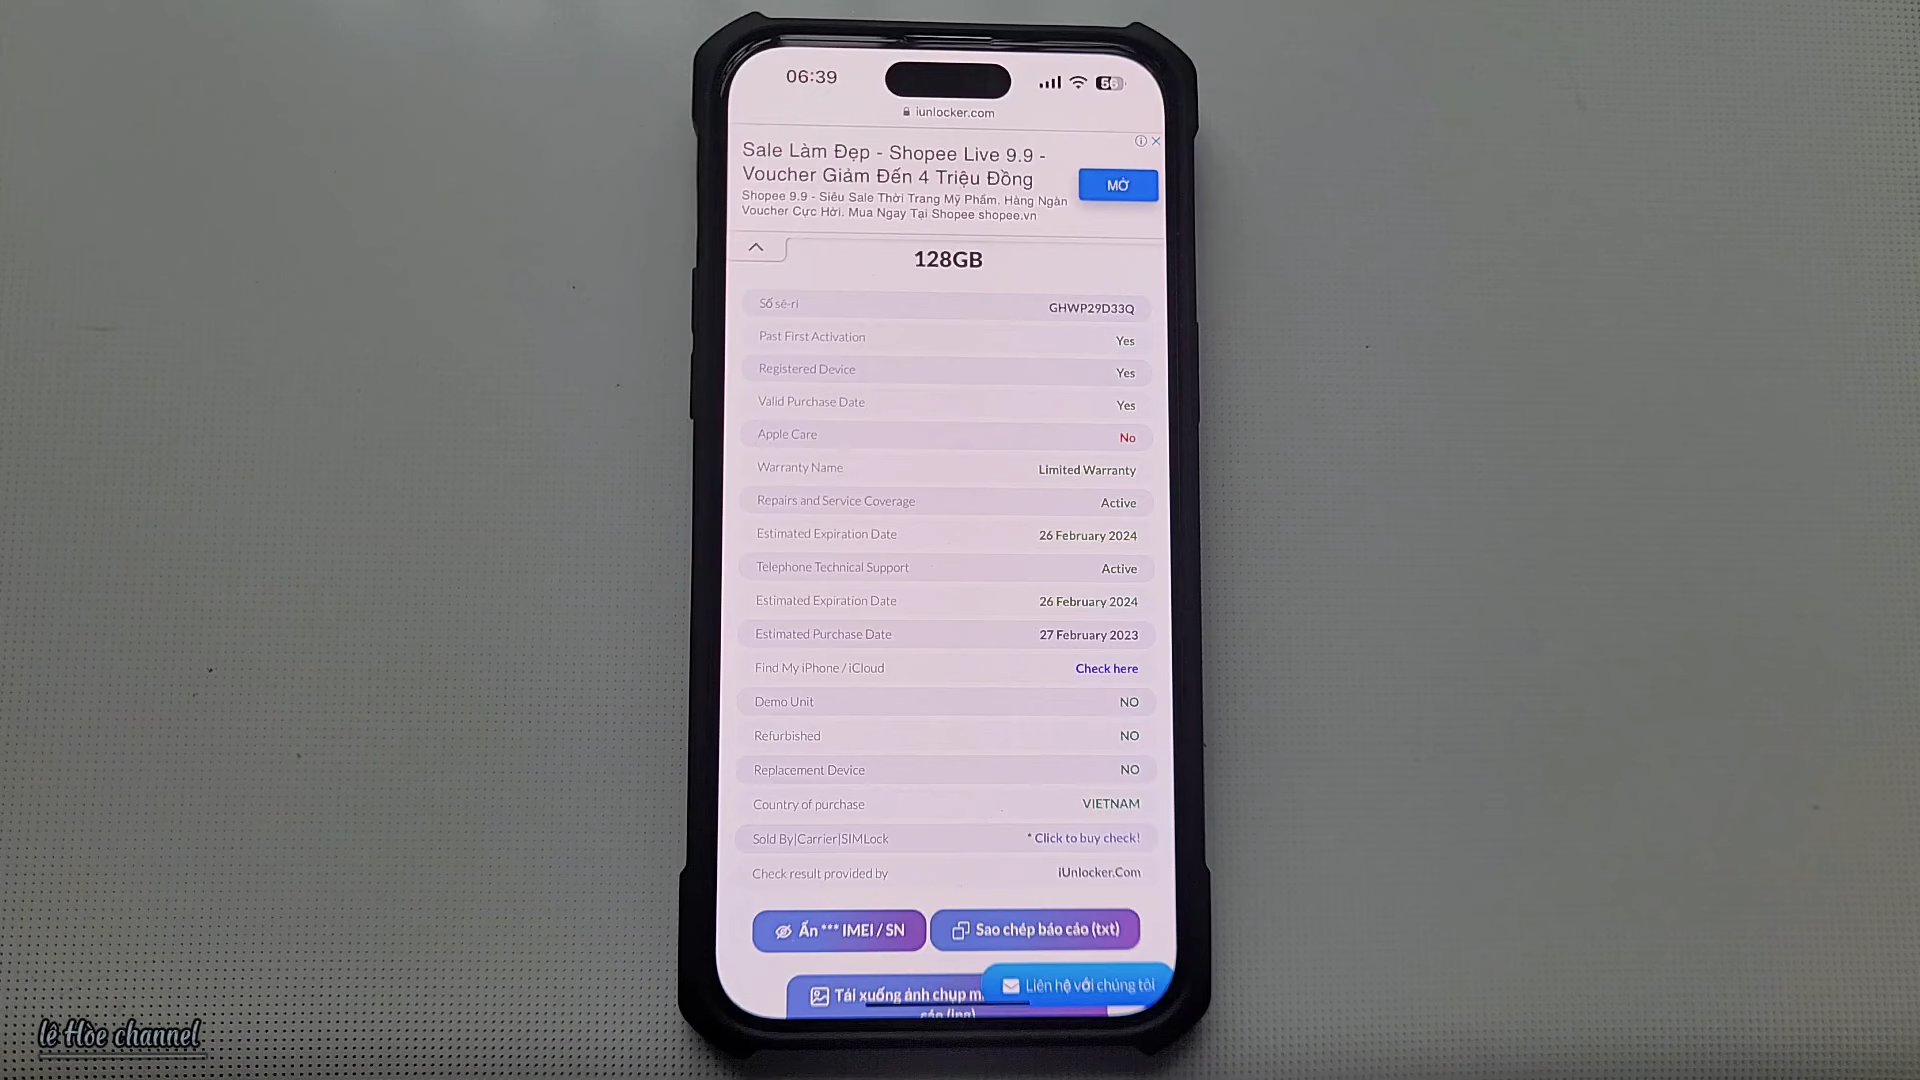 06:39
56
iunlocker.com
Sale Làm Đẹp - Shopee Live 9.9 -
Voucher Giảm Đến 4 Triệu Đồng
Shopee 9.9 - Siêu Sale Thời Trang Mỹ Phẩm. Hàng Ngàn
Voucher Cực Hời. Mua Ngay Tại Shopee shopee.vn
MỞ
128GB
Số sê-ri GHWP29D33Q
Past First Activation Yes
Registered Device Yes
Valid Purchase Date Yes
Apple Care No
Warranty Name Limited Warranty
Repairs and Service Coverage Active
Estimated Expiration Date 26 February 2024
Telephone Technical Support Active
Estimated Expiration Date 26 February 2024
Estimated Purchase Date 27 February 2023
Find My iPhone / iCloud Check here
Demo Unit NO
Refurbished NO
Replacement Device NO
Country of purchase VIETNAM
Sold By|Carrier|SIMLock * Click to buy check!
Check result provided by iUnlocker.Com
Ẩn *** IMEI / SN
Sao chép báo cáo (txt)
Tải xuống ảnh chụp m
Liên hệ với chúng tôi
lê Hòe channel